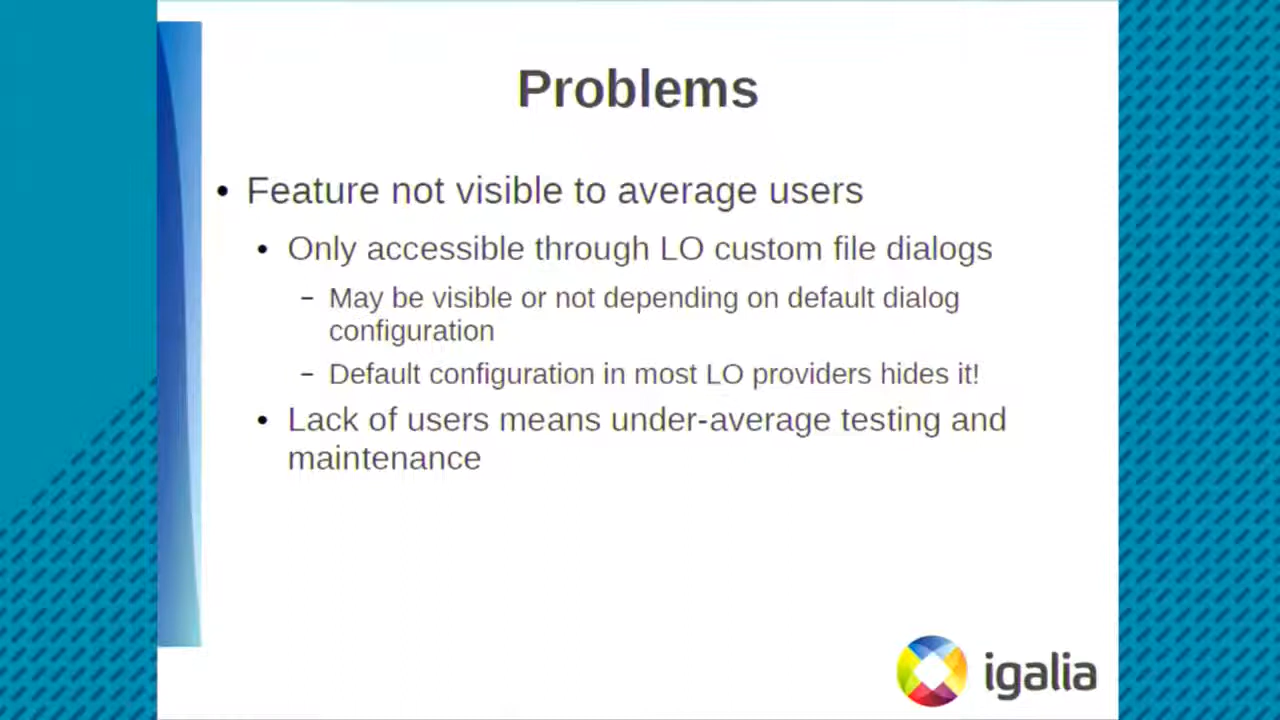 Problems
• Feature not visible to average users
• Only accessible through LO custom file dialogs
– May be visible or not depending on default dialog
configuration
– Default configuration in most LO providers hides it!
• Lack of users means under-average testing and
maintenance
igalia